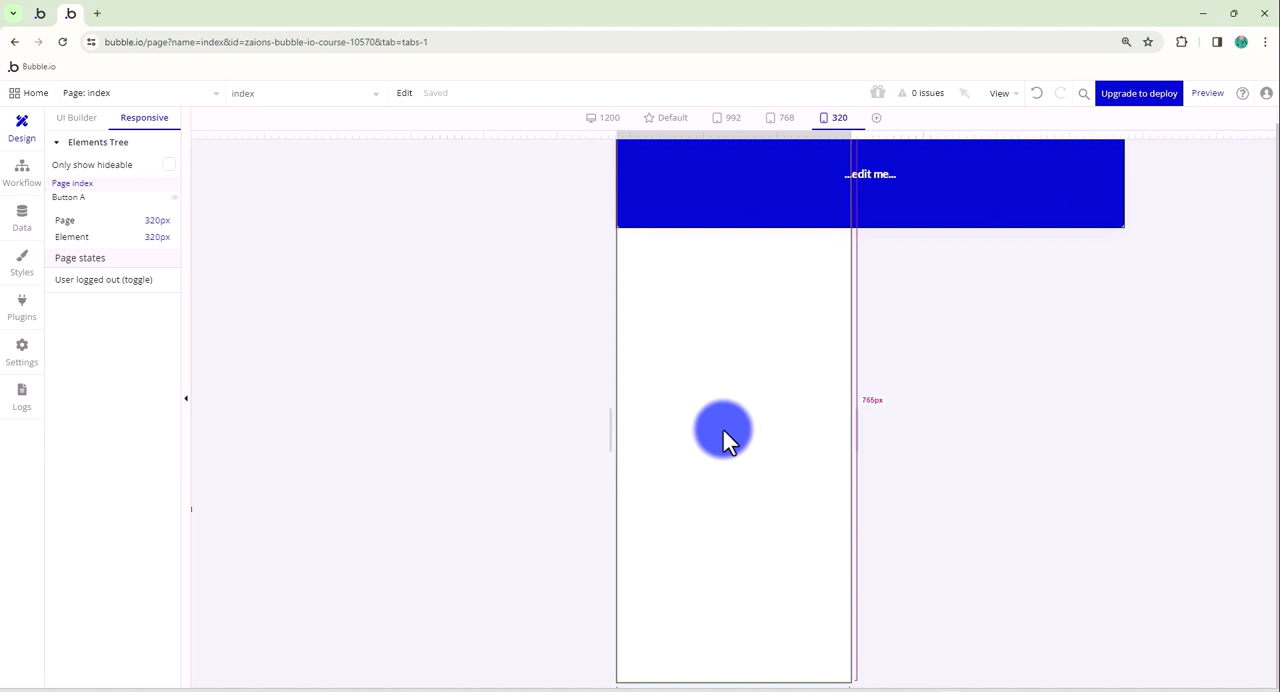 bubble.io/page?name=index&id=zaions-bubble-io-course-10570&tab=tabs-1
.b Bubble.io
Home Page: index index Edit Saved 0 issues View Upgrade to deploy Preview
UI Builder Responsive 1200 Default 992 768 320
Design
Elements Tree
Only show hideable
Page index
Workflow
Button A
Page 320px
Data
Element 320px
Page states
Styles
User logged out (toggle)
Plugins
Settings
Logs
...edit me...
765px